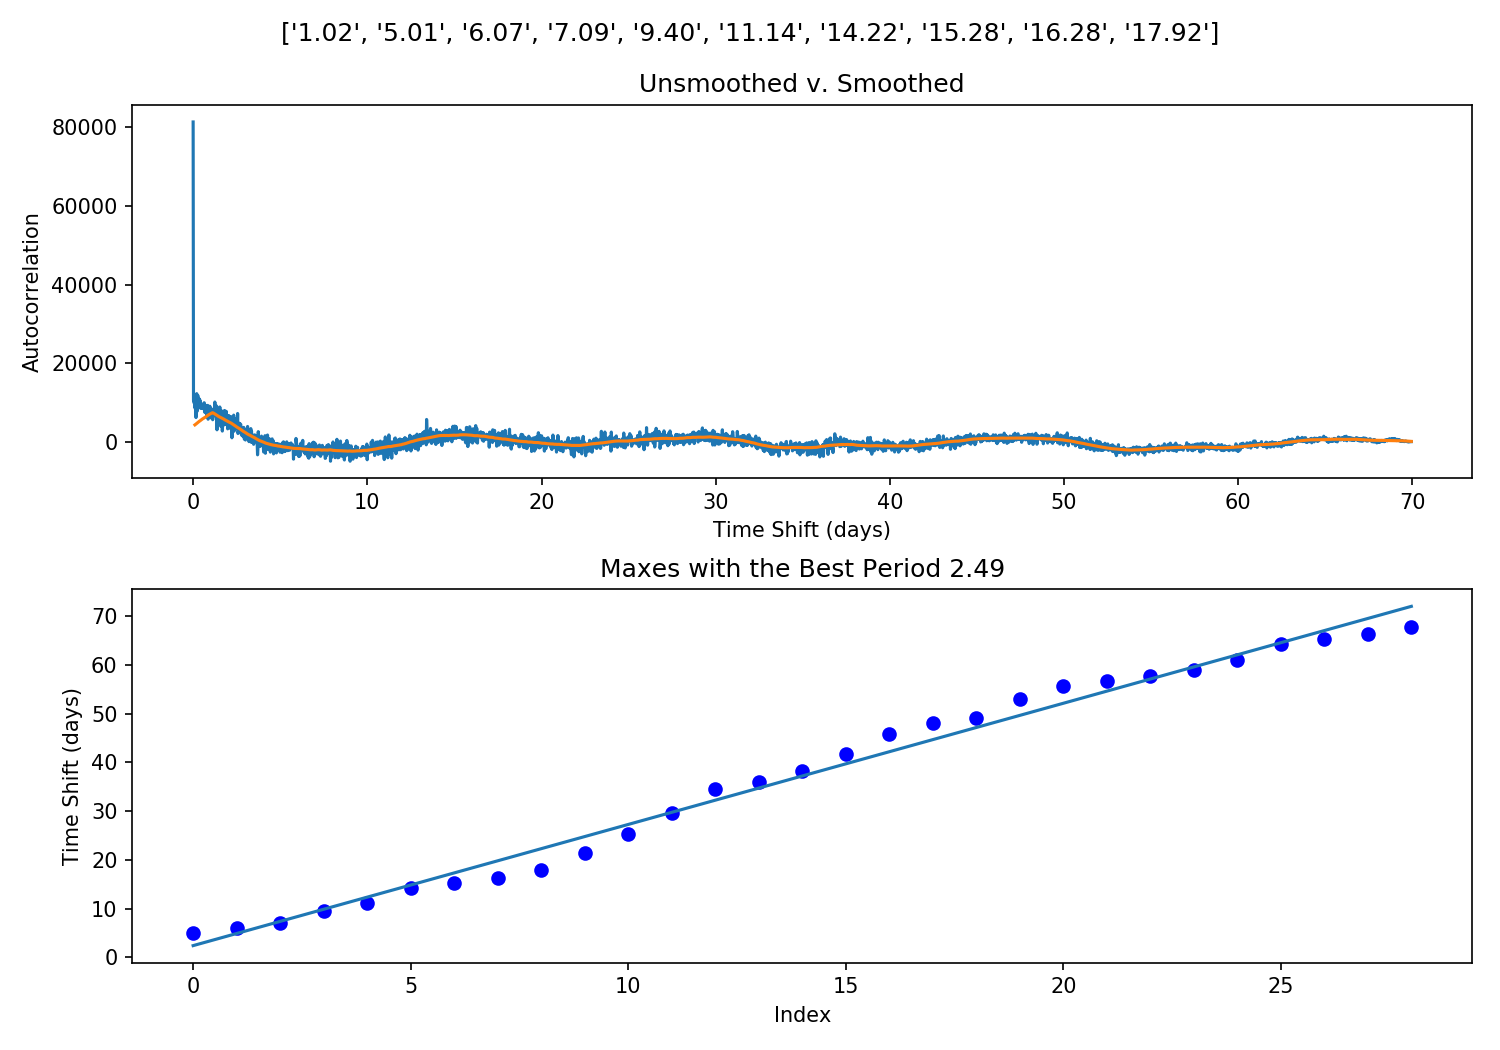 ['1.02', '5.01', '6.07', '7.09', '9.40', '11.14', '14.22', '15.28', '16.28', '17.92']
Unsmoothed v. Smoothed
Autocorrelation
80000
60000
40000
20000
0
0 10 20 30 40 50 60 70
Time Shift (days)
Maxes with the Best Period 2.49
Time Shift (days)
70
60
50
40
30
20
10
0
0 5 10 15 20 25
Index